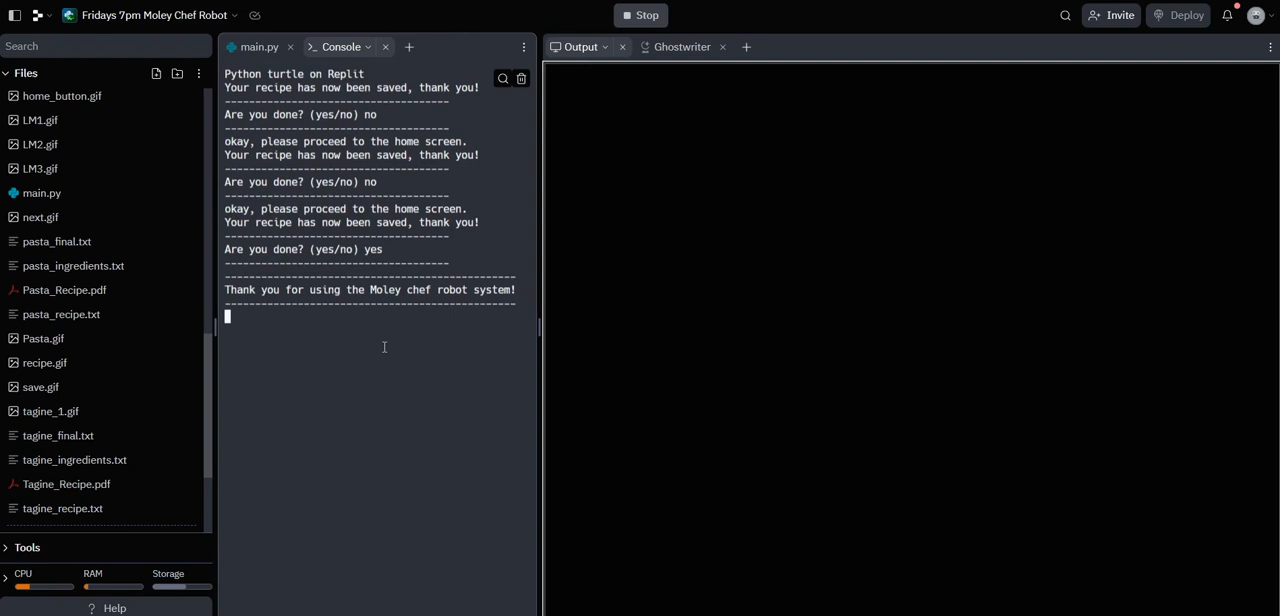 Fridays 7pm Moley Chef Robot
Stop
Invite
Deploy
Search
Files
home_button.gif
LM1.gif
LM2.gif
LM3.gif
main.py
next.gif
pasta_final.txt
pasta_ingredients.txt
Pasta_Recipe.pdf
pasta_recipe.txt
Pasta.gif
recipe.gif
save.gif
tagine_1.gif
tagine_final.txt
tagine_ingredients.txt
Tagine_Recipe.pdf
tagine_recipe.txt
Tools
CPU RAM Storage
? Help
main.py
>_ Console
Python turtle on Replit
Your recipe has now been saved, thank you!
-------------------------------------
Are you done? (yes/no) no
-------------------------------------
okay, please proceed to the home screen.
Your recipe has now been saved, thank you!
-------------------------------------
Are you done? (yes/no) no
-------------------------------------
okay, please proceed to the home screen.
Your recipe has now been saved, thank you!
-------------------------------------
Are you done? (yes/no) yes
-------------------------------------
------------------------------------------------
Thank you for using the Moley chef robot system!
------------------------------------------------
Output
Ghostwriter